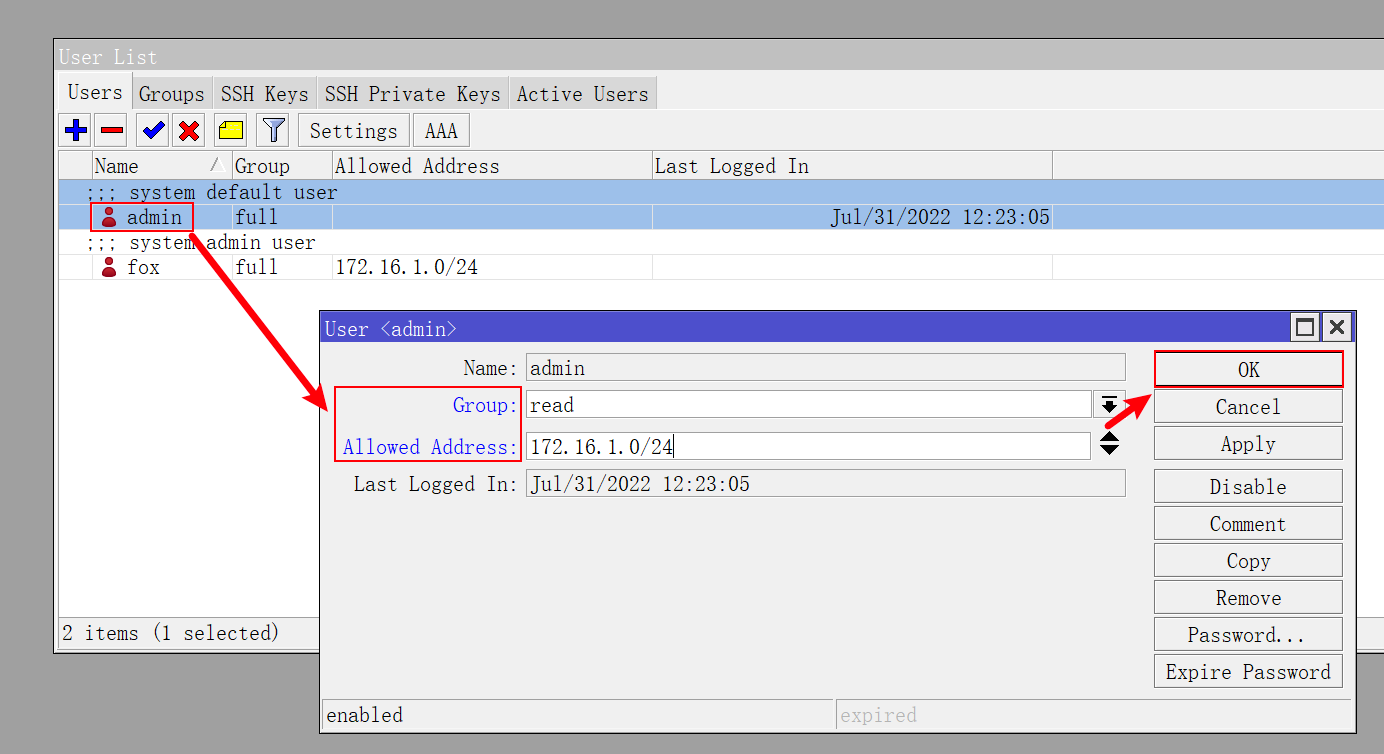 User List
Users Groups SSH Keys SSH Private Keys Active Users
Settings AAA
Name Group Allowed Address Last Logged In
;;; system default user
admin full Jul/31/2022 12:23:05
;;; system admin user
fox full 172.16.1.0/24
2 items (1 selected)
User <admin>
Name: admin
Group: read
Allowed Address: 172.16.1.0/24
Last Logged In: Jul/31/2022 12:23:05
OK
Cancel
Apply
Disable
Comment
Copy
Remove
Password...
Expire Password
enabled expired